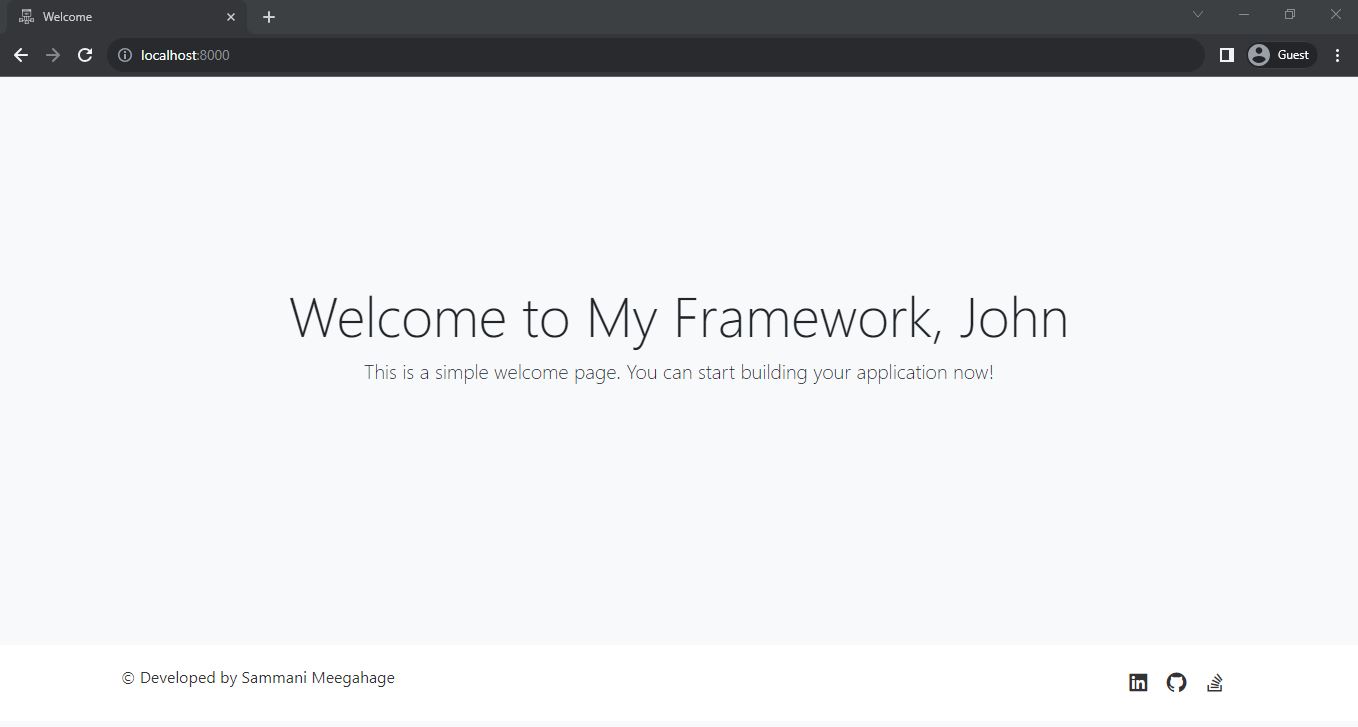 Welcome
localhost:8000
Guest
Welcome to My Framework, John
This is a simple welcome page. You can start building your application now!
© Developed by Sammani Meegahage
in